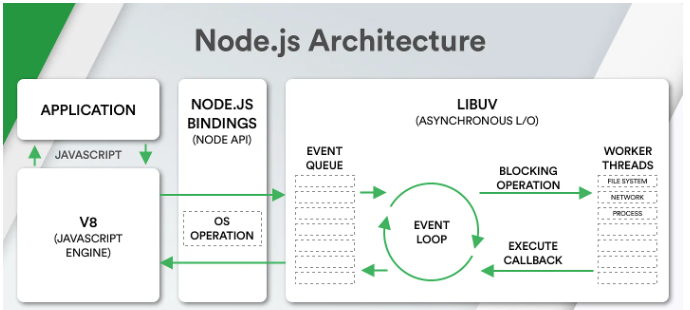 Node.js Architecture
APPLICATION
JAVASCRIPT
V8
(JAVASCRIPT
ENGINE)
NODE.JS
BINDINGS
(NODE API)
OS
OPERATION
LIBUV
(ASYNCHRONOUS L/O)
EVENT
QUEUE
EVENT
LOOP
BLOCKING
OPERATION
EXECUTE
CALLBACK
WORKER
THREADS
FILE SYSTEM
NETWORK
PROCESS